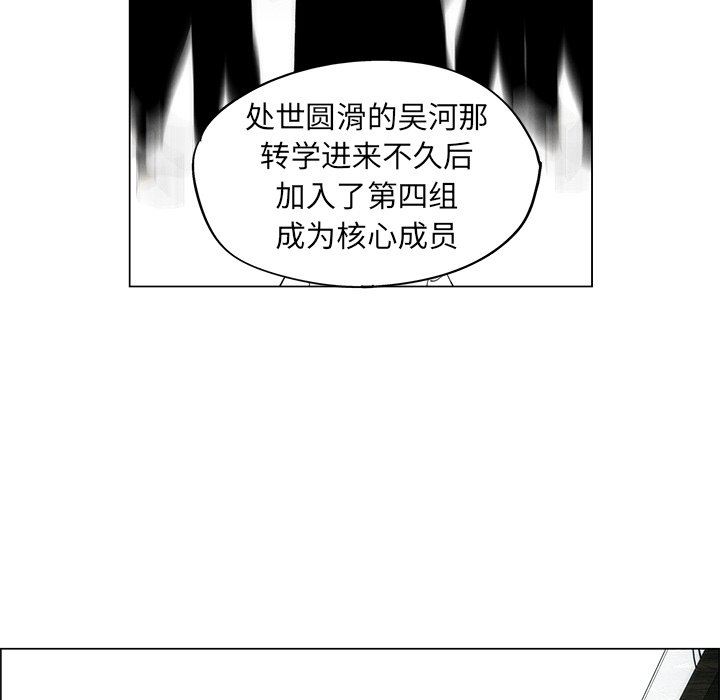 处世圆滑的吴河那
转学进来不久后
加入了第四组
成为核心成员